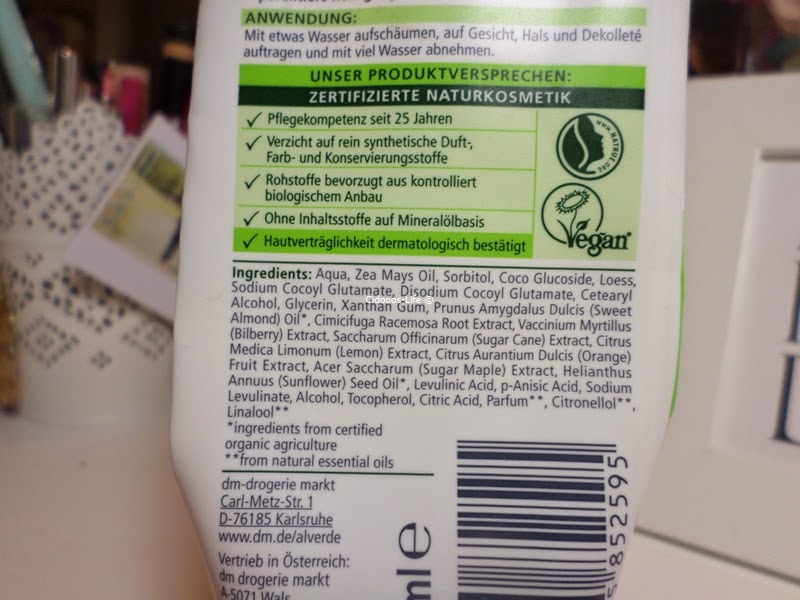 ANWENDUNG:
Mit etwas Wasser aufschäumen, auf Gesicht, Hals und Dekolleté
auftragen und mit viel Wasser abnehmen.
UNSER PRODUKTVERSPRECHEN:
ZERTIFIZIERTE NATURKOSMETIK
Pflegekompetenz seit 25 Jahren
Verzicht auf rein synthetische Duft-,
Farb- und Konservierungsstoffe
Rohstoffe bevorzugt aus kontrolliert
biologischem Anbau
Ohne Inhaltsstoffe auf Mineralölbasis
Hautverträglichkeit dermatologisch bestätigt
www.NATRUE.ORG
Vegan
Ingredients: Aqua, Zea Mays Oil, Sorbitol, Coco Glucoside, Loess,
Sodium Cocoyl Glutamate, Disodium Cocoyl Glutamate, Cetearyl
Alcohol, Glycerin, Xanthan Gum, Prunus Amygdalus Dulcis (Sweet
Almond) Oil*, Cimicifuga Racemosa Root Extract, Vaccinium Myrtillus
(Bilberry) Extract, Saccharum Officinarum (Sugar Cane) Extract, Citrus
Medica Limonum (Lemon) Extract, Citrus Aurantium Dulcis (Orange)
Fruit Extract, Acer Saccharum (Sugar Maple) Extract, Helianthus
Annuus (Sunflower) Seed Oil*, Levulinic Acid, p-Anisic Acid, Sodium
Levulinate, Alcohol, Tocopherol, Citric Acid, Parfum**, Citronellol**,
Linalool**
*ingredients from certified
organic agriculture
**from natural essential oils
dm-drogerie markt
Carl-Metz-Str. 1
D-76185 Karlsruhe
www.dm.de/alverde
Vertrieb in Österreich:
dm drogerie markt
A-5071 Wals
ml e
852595
Cidooos-Life ©